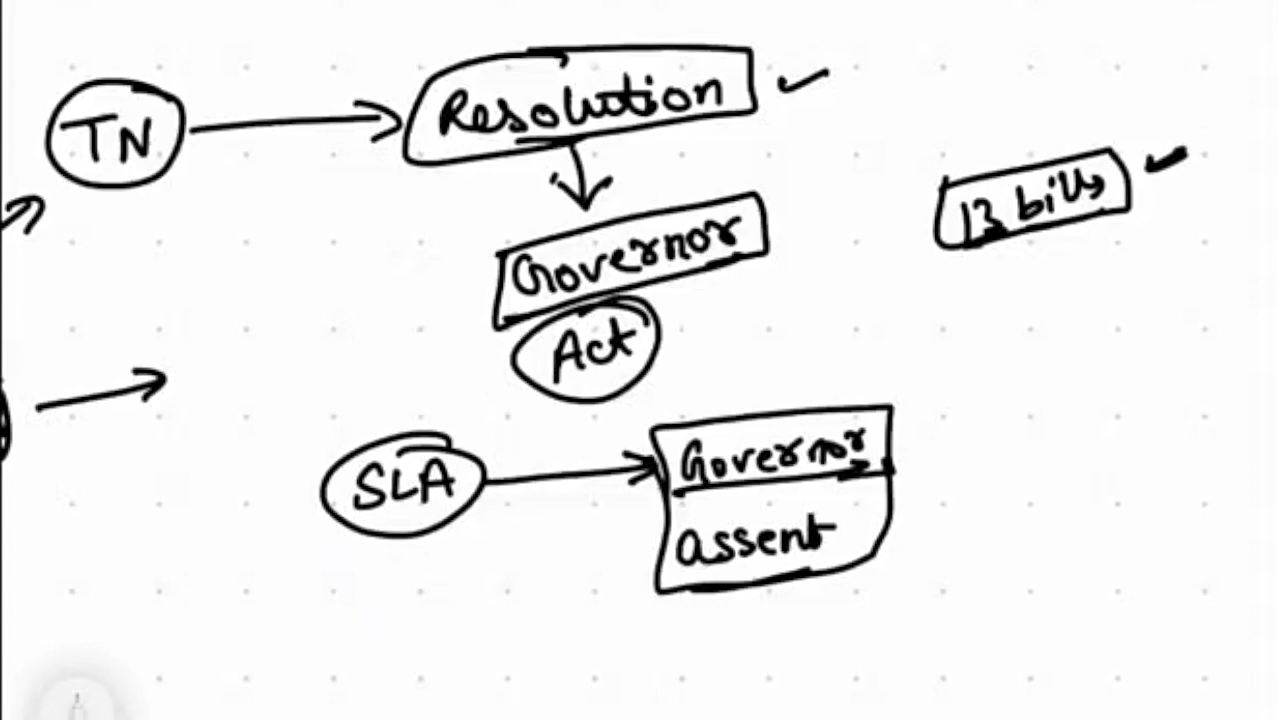 TN
Resolution
13 bills
Governor
Act
SLA
Governor
assent